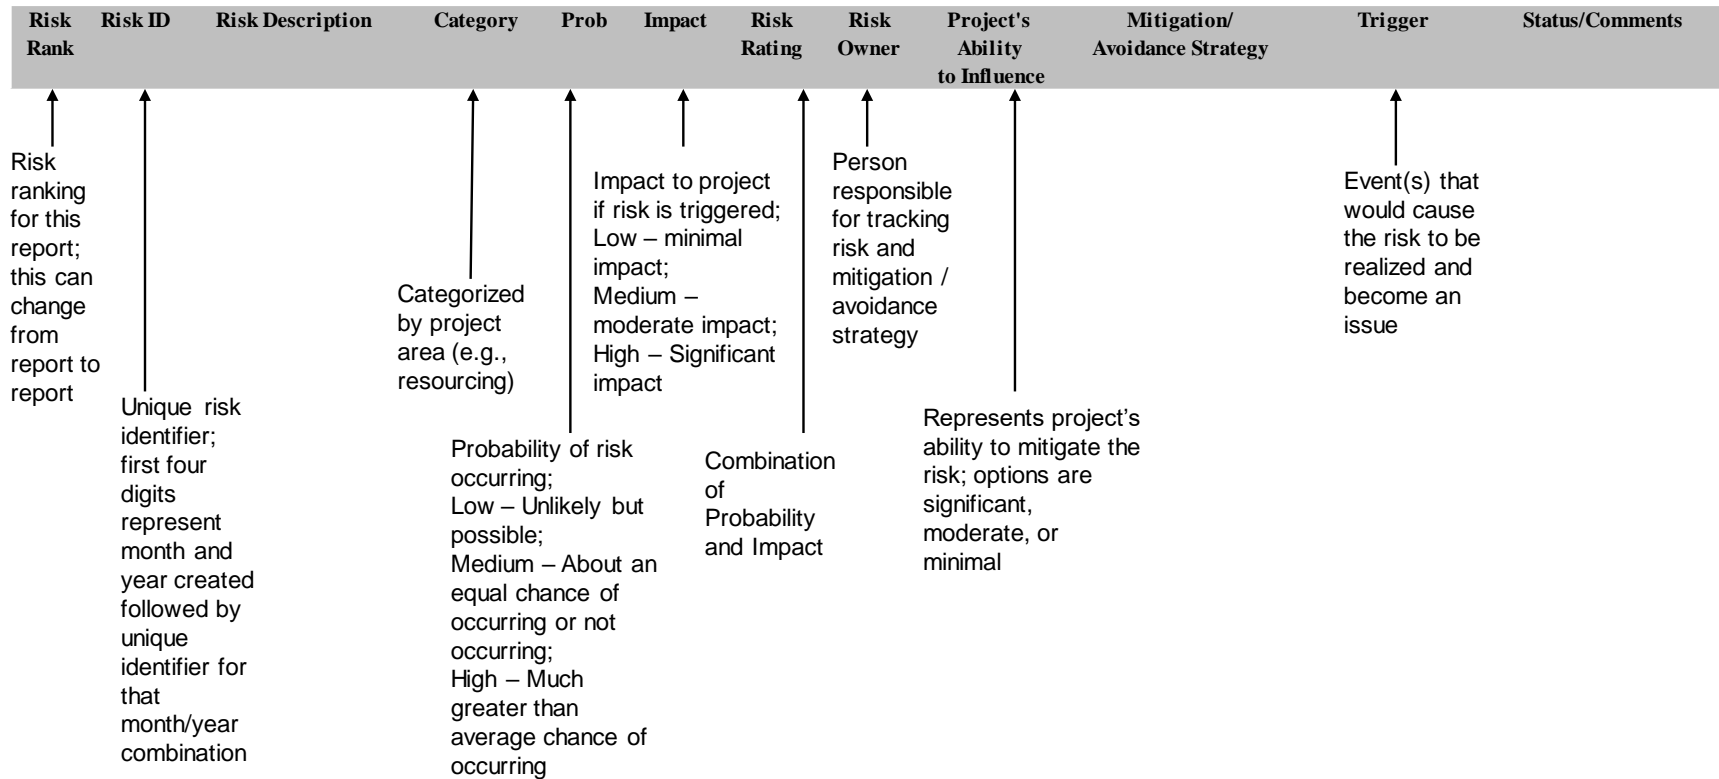 Risk Rank
Risk ID
Risk Description
Category
Prob
Impact
Risk Rating
Risk Owner
Project's Ability to Influence
Mitigation/ Avoidance Strategy
Trigger
Status/Comments
Risk
ranking
for this
report;
this can
change
from
report to
report
Unique risk
identifier;
first four
digits
represent
month and
year created
followed by
unique
identifier for
that
month/year
combination
Categorized
by project
area (e.g.,
resourcing)
Probability of risk
occurring;
Low – Unlikely but
possible;
Medium – About an
equal chance of
occurring or not
occurring;
High – Much
greater than
average chance of
occurring
Impact to project
if risk is triggered;
Low – minimal
impact;
Medium –
moderate impact;
High – Significant
impact
Combination
of
Probability
and Impact
Person
responsible
for tracking
risk and
mitigation /
avoidance
strategy
Represents project’s
ability to mitigate the
risk; options are
significant,
moderate, or
minimal
Event(s) that
would cause
the risk to be
realized and
become an
issue